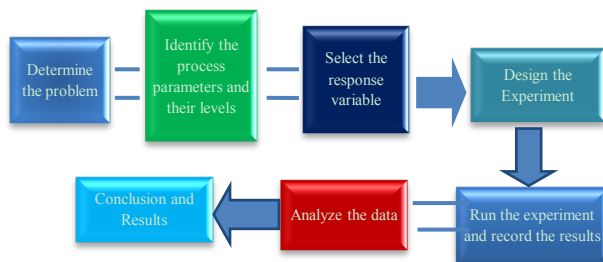 Determine
the problem
Identify the
process
parameters and
their levels
Select the
response
variable
Design the
Experiment
Run the experiment
and record the results
Analyze the data
Conclusion and
Results